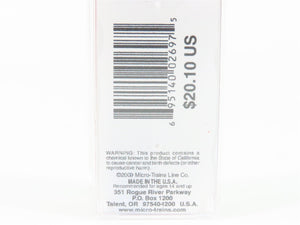 6 95140 02697 5
$20.10 US
WARNING: This product contains a
chemical known to the State of California
to cause cancer and birth defects (or other
reproductive harm).
©2009 Micro-Trains Line Co.
MADE IN THE U.S.A.
Recommended for ages 14 and up
351 Rogue River Parkway
P.O. Box 1200
Talent, OR 97540-1200 U.S.A.
www.micro-trains.com